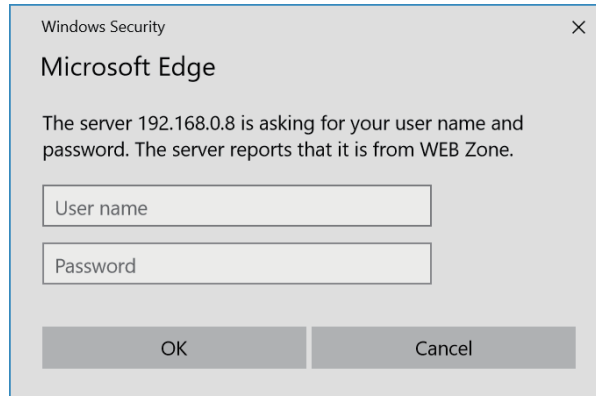 Windows Security
Microsoft Edge
The server 192.168.0.8 is asking for your user name and
password. The server reports that it is from WEB Zone.
User name
Password
OK
Cancel